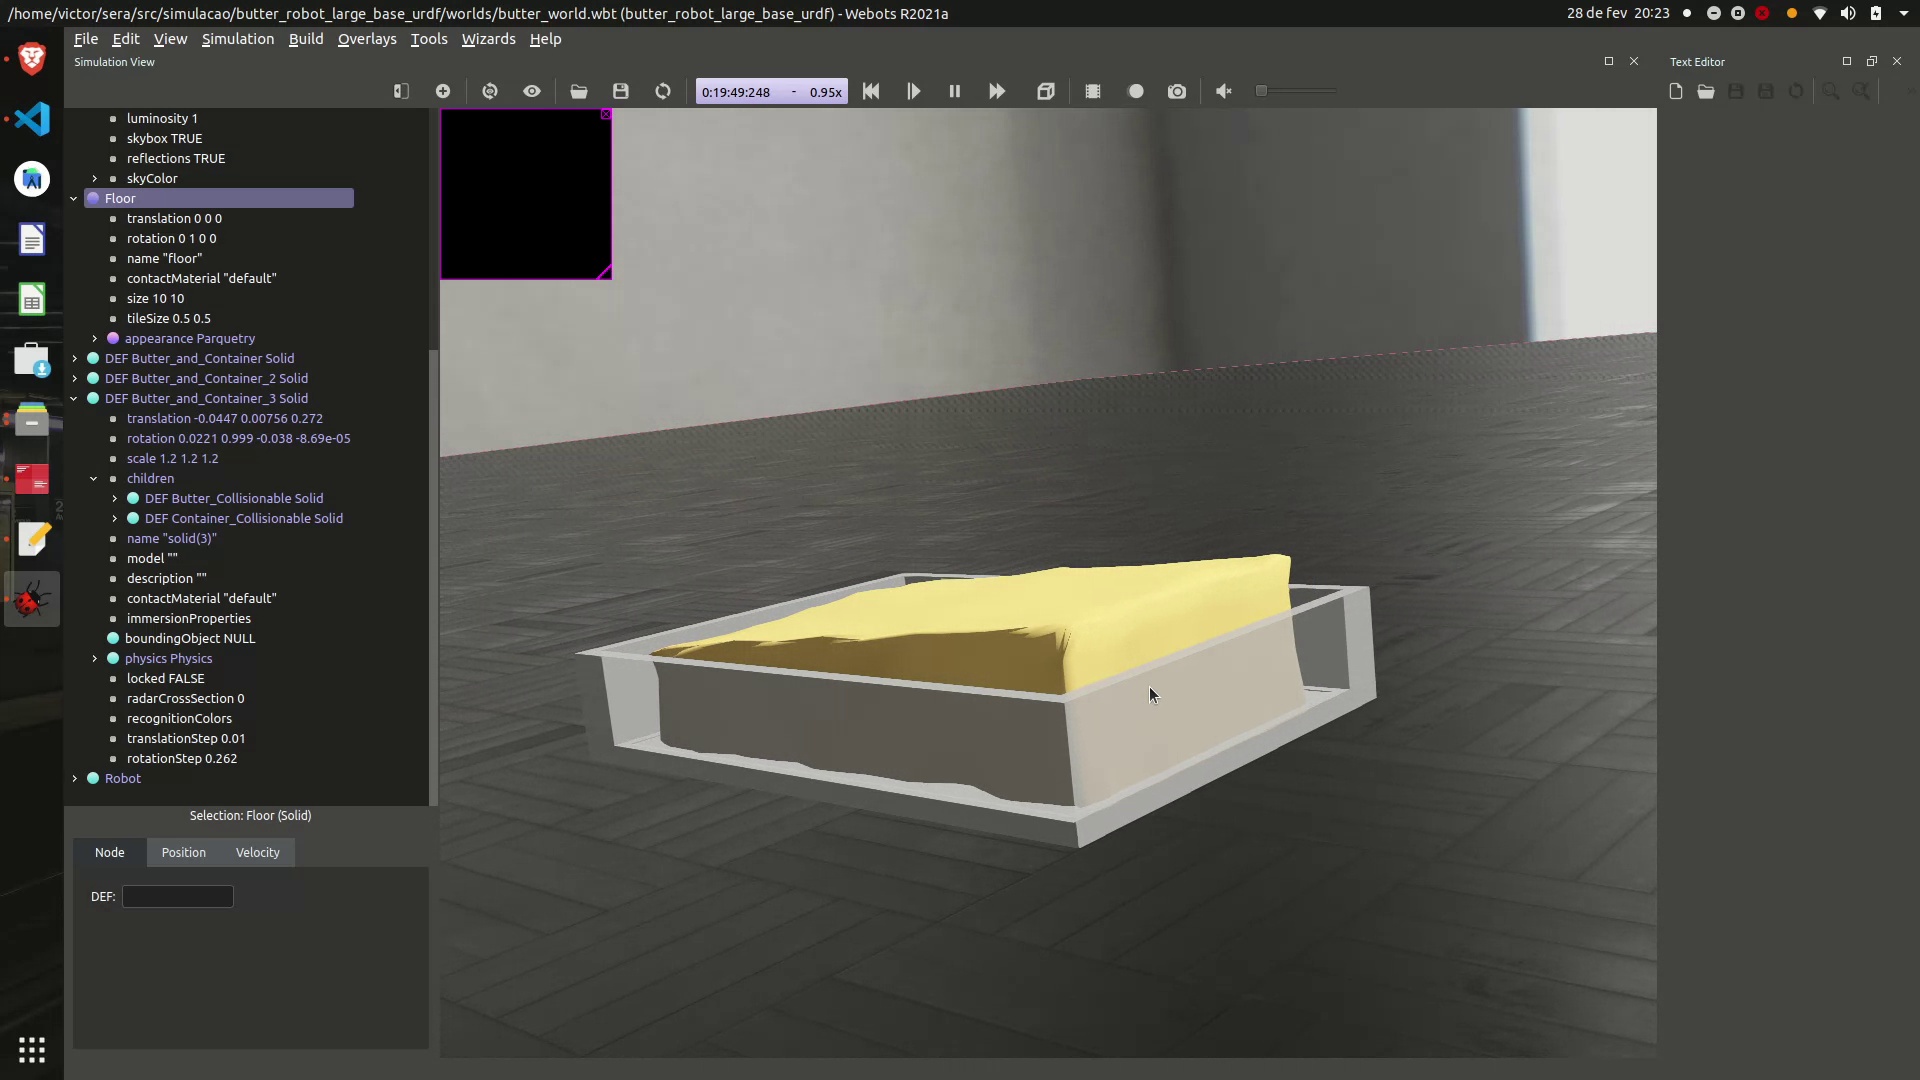 /home/victor/sera/src/simulacao/butter_robot_large_base_urdf/worlds/butter_world.wbt (butter_robot_large_base_urdf) - Webots R2021a
28 de fev 20:23
File Edit View Simulation Build Overlays Tools Wizards Help
Simulation View
Text Editor
0:19:49:248 - 0.95x
luminosity 1
skybox TRUE
reflections TRUE
skyColor
Floor
translation 0 0 0
rotation 0 1 0 0
name "floor"
contactMaterial "default"
size 10 10
tileSize 0.5 0.5
appearance Parquetry
DEF Butter_and_Container Solid
DEF Butter_and_Container_2 Solid
DEF Butter_and_Container_3 Solid
translation -0.0447 0.00756 0.272
rotation 0.0221 0.999 -0.038 -8.69e-05
scale 1.2 1.2 1.2
children
DEF Butter_Collisionable Solid
DEF Container_Collisionable Solid
name "solid(3)"
model ""
description ""
contactMaterial "default"
immersionProperties
boundingObject NULL
physics Physics
locked FALSE
radarCrossSection 0
recognitionColors
translationStep 0.01
rotationStep 0.262
Robot
Selection: Floor (Solid)
Node Position Velocity
DEF: